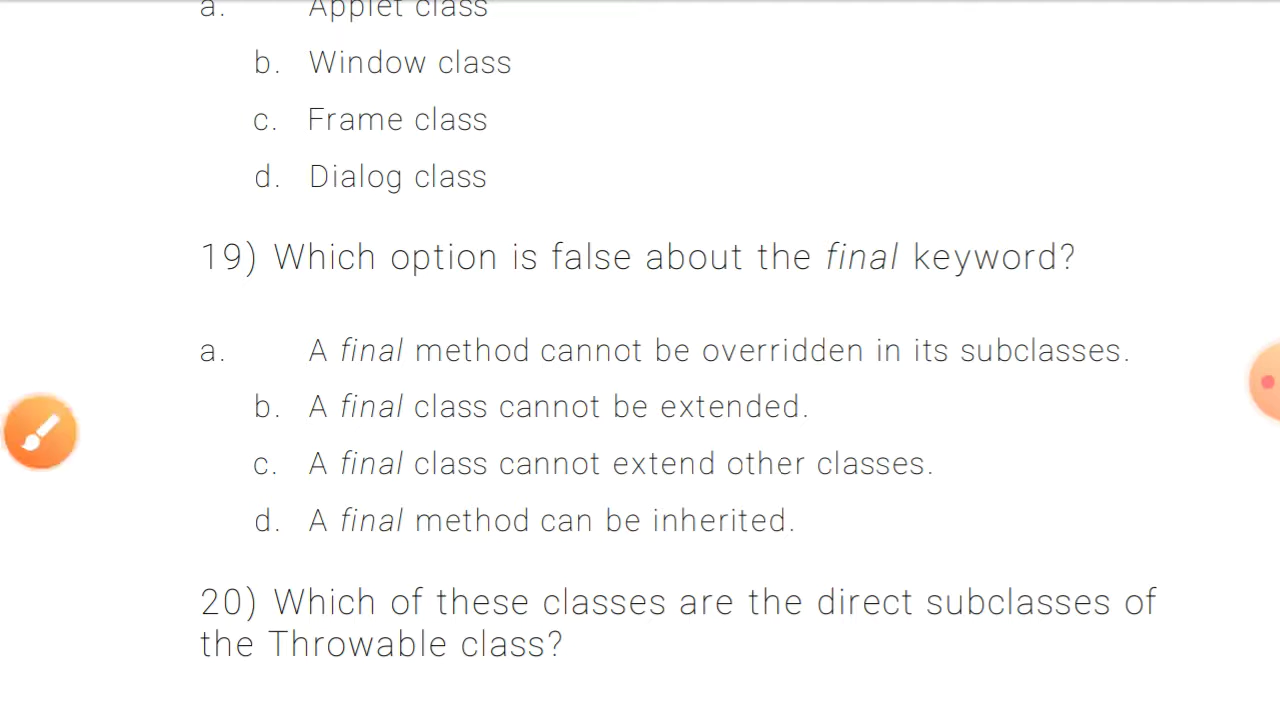 a. Applet class
b. Window class
c. Frame class
d. Dialog class
19) Which option is false about the final keyword?
a. A final method cannot be overridden in its subclasses.
b. A final class cannot be extended.
c. A final class cannot extend other classes.
d. A final method can be inherited.
20) Which of these classes are the direct subclasses of
the Throwable class?